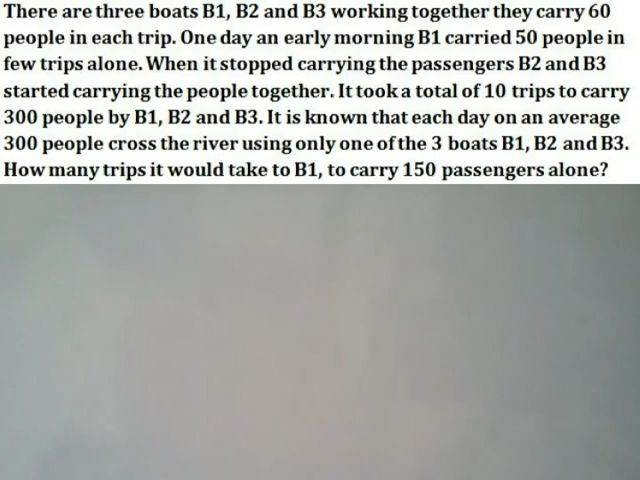 There are three boats B1, B2 and B3 working together they carry 60
people in each trip. One day an early morning B1 carried 50 people in
few trips alone. When it stopped carrying the passengers B2 and B3
started carrying the people together. It took a total of 10 trips to carry
300 people by B1, B2 and B3. It is known that each day on an average
300 people cross the river using only one of the 3 boats B1, B2 and B3.
How many trips it would take to B1, to carry 150 passengers alone?